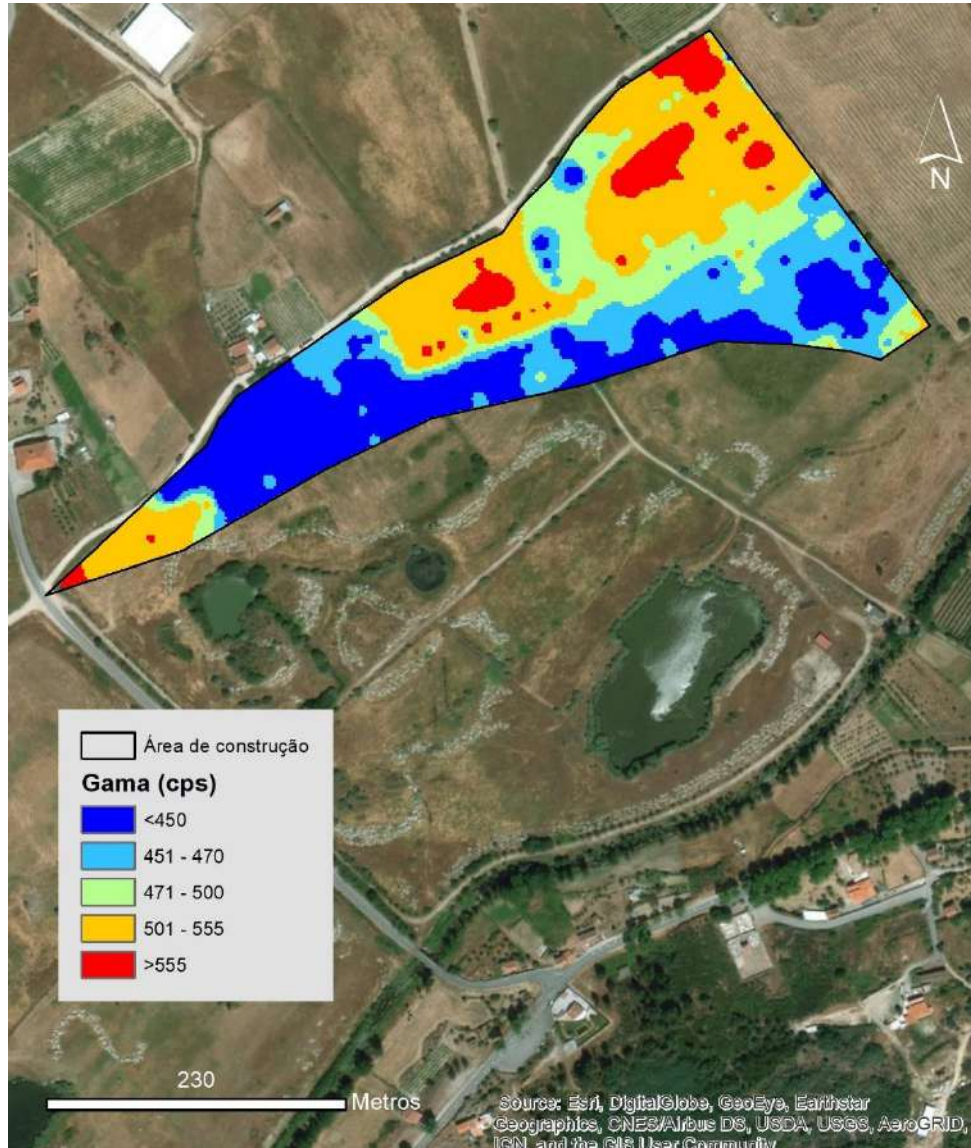 N
Área de construção
Gama (cps)
<450
451 - 470
471 - 500
501 - 555
>555
230
Metros
Source: Esri, DigitalGlobe, GeoEye, Earthstar
Geographics, CNES/Airbus DS, USDA, USGS, AeroGRID,
IGN, and the GIS User Community